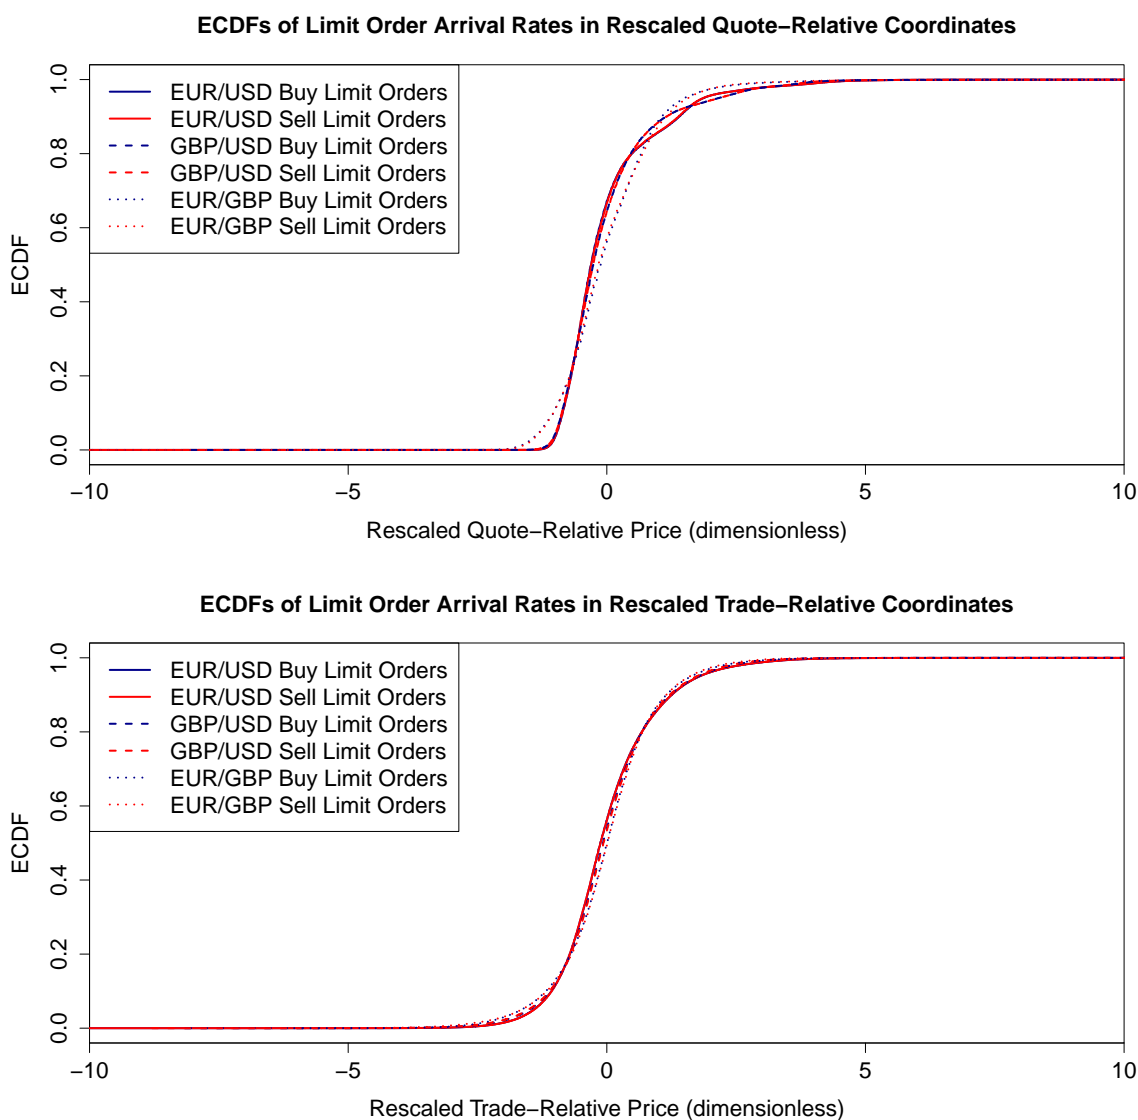 ECDFs of Limit Order Arrival Rates in Rescaled Quote−Relative Coordinates
EUR/USD Buy Limit Orders
EUR/USD Sell Limit Orders
GBP/USD Buy Limit Orders
GBP/USD Sell Limit Orders
EUR/GBP Buy Limit Orders
EUR/GBP Sell Limit Orders
ECDF
1.0
0.8
0.6
0.4
0.2
0.0
−10 −5 0 5 10
Rescaled Quote−Relative Price (dimensionless)
ECDFs of Limit Order Arrival Rates in Rescaled Trade−Relative Coordinates
EUR/USD Buy Limit Orders
EUR/USD Sell Limit Orders
GBP/USD Buy Limit Orders
GBP/USD Sell Limit Orders
EUR/GBP Buy Limit Orders
EUR/GBP Sell Limit Orders
ECDF
1.0
0.8
0.6
0.4
0.2
0.0
−10 −5 0 5 10
Rescaled Trade−Relative Price (dimensionless)